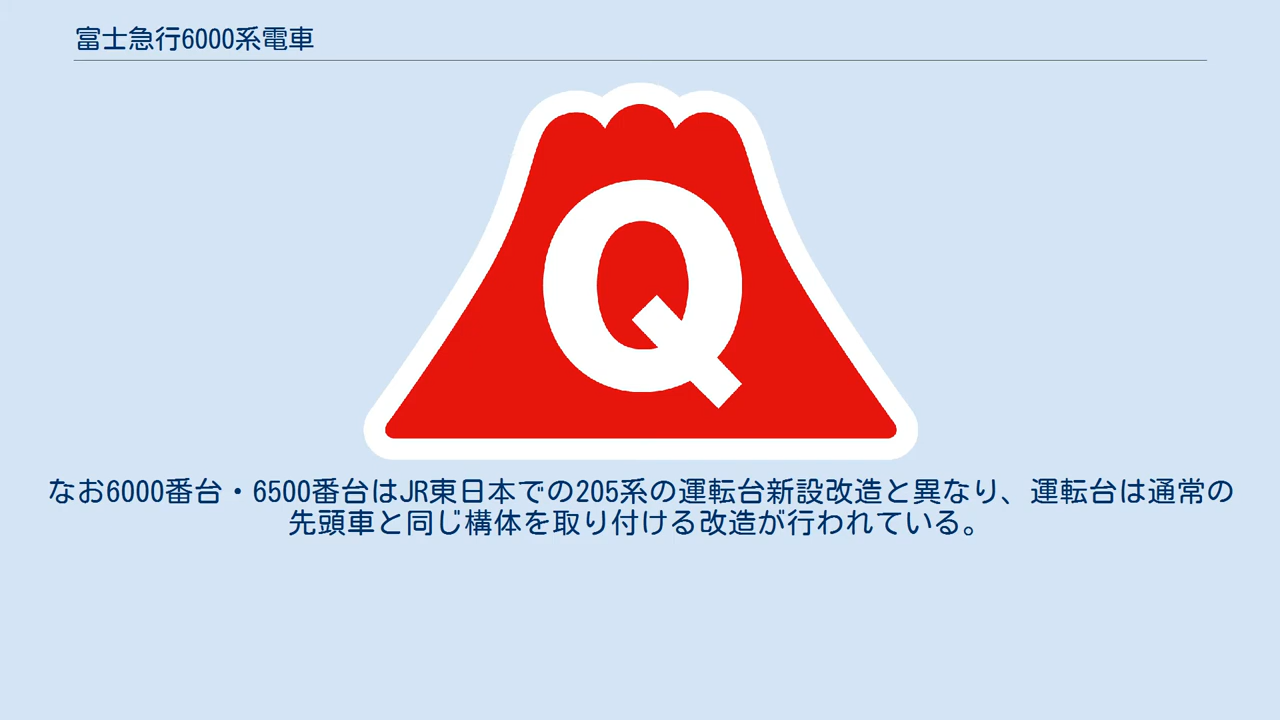 富士急行6000系電車
Q
なお6000番台・6500番台はJR東日本での205系の運転台新設改造と異なり、運転台は通常の
先頭車と同じ構体を取り付ける改造が行われている。